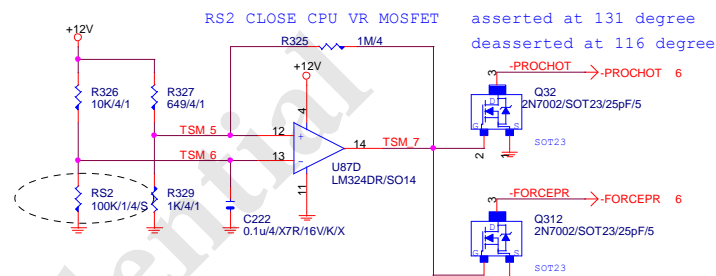 RS2 CLOSE CPU VR MOSFET
asserted at 131 degree
deasserted at 116 degree
+12V
R325
1M/4
+12V
R326
10K/4/1
R327
649/4/1
TSM_5
12
TSM_6
13
4
11
14
TSM_7
U87D
LM324DR/SO14
RS2
100K/1/4/S
R329
1K/4/1
C222
0.1u/4/X7R/16V/K/X
3
-PROCHOT
-PROCHOT 6
Q32
2N7002/SOT23/25pF/5
D
G
S
SOT23
2
1
3
-FORCEPR
-FORCEPR 6
Q312
2N7002/SOT23/25pF/5
D
G
S
SOT23